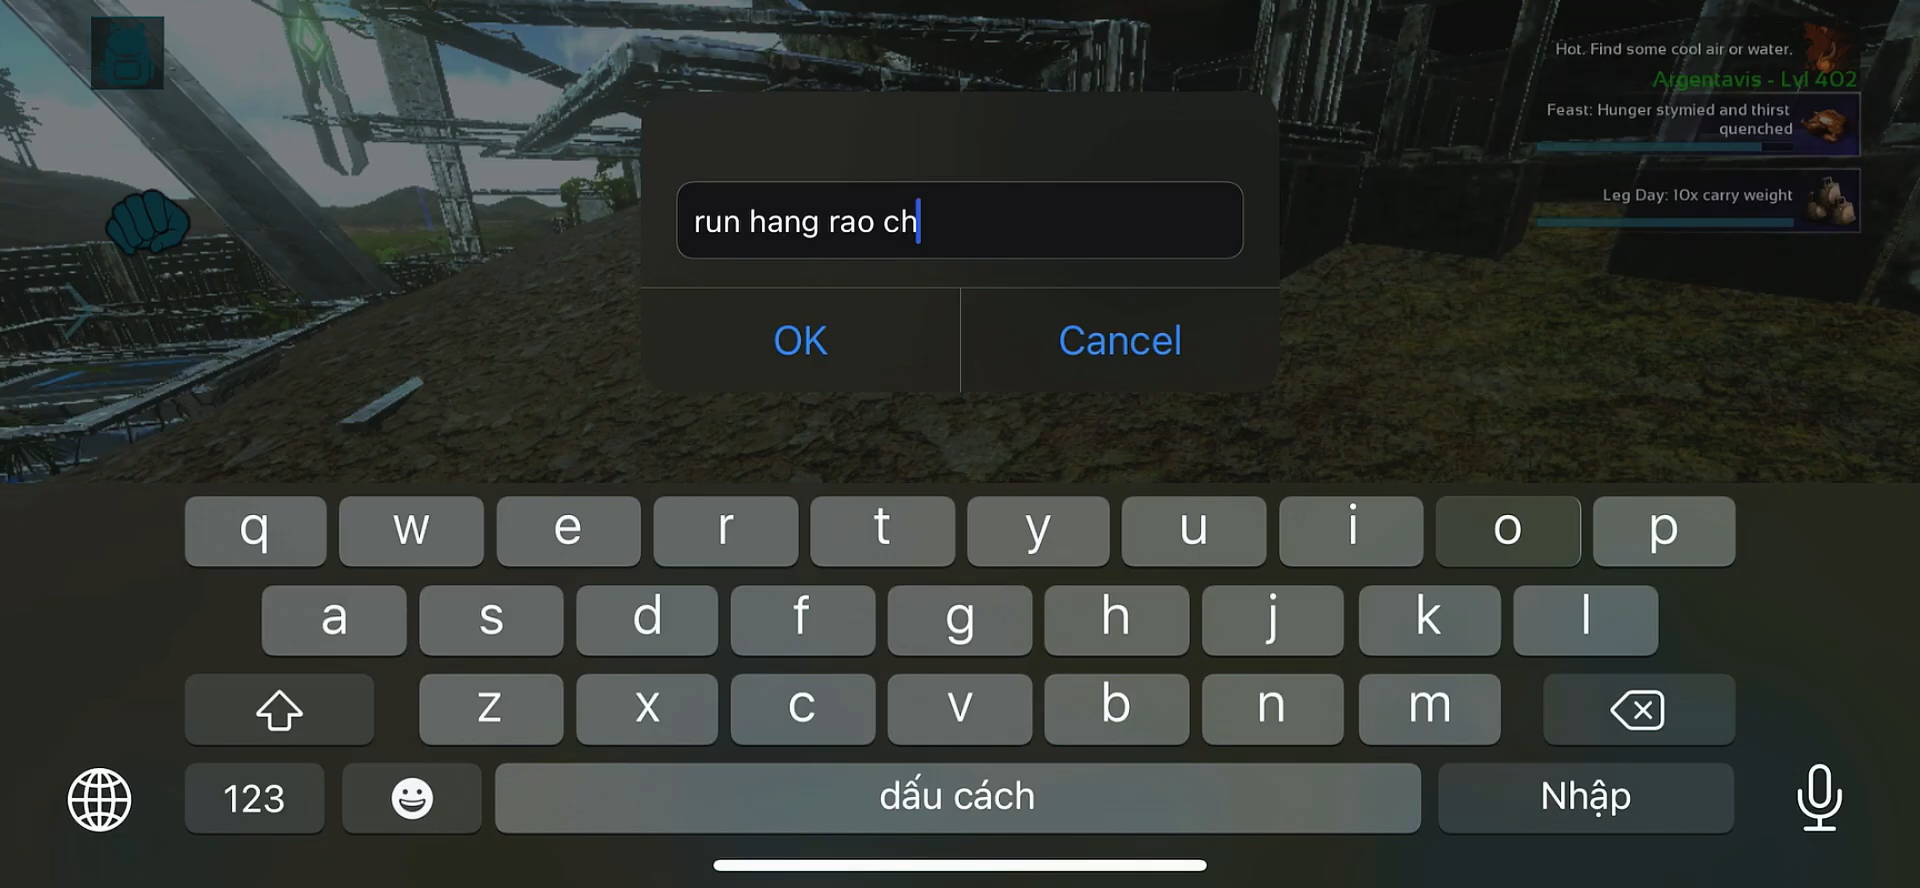 Hot. Find some cool air or water.
Argentavis - Lvl 402
Feast: Hunger stymied and thirst
quenched
Leg Day: 10x carry weight
run hang rao ch
OK Cancel
q w e r t y u i o p
a s d f g h j k l
z x c v b n m
123 dấu cách Nhập